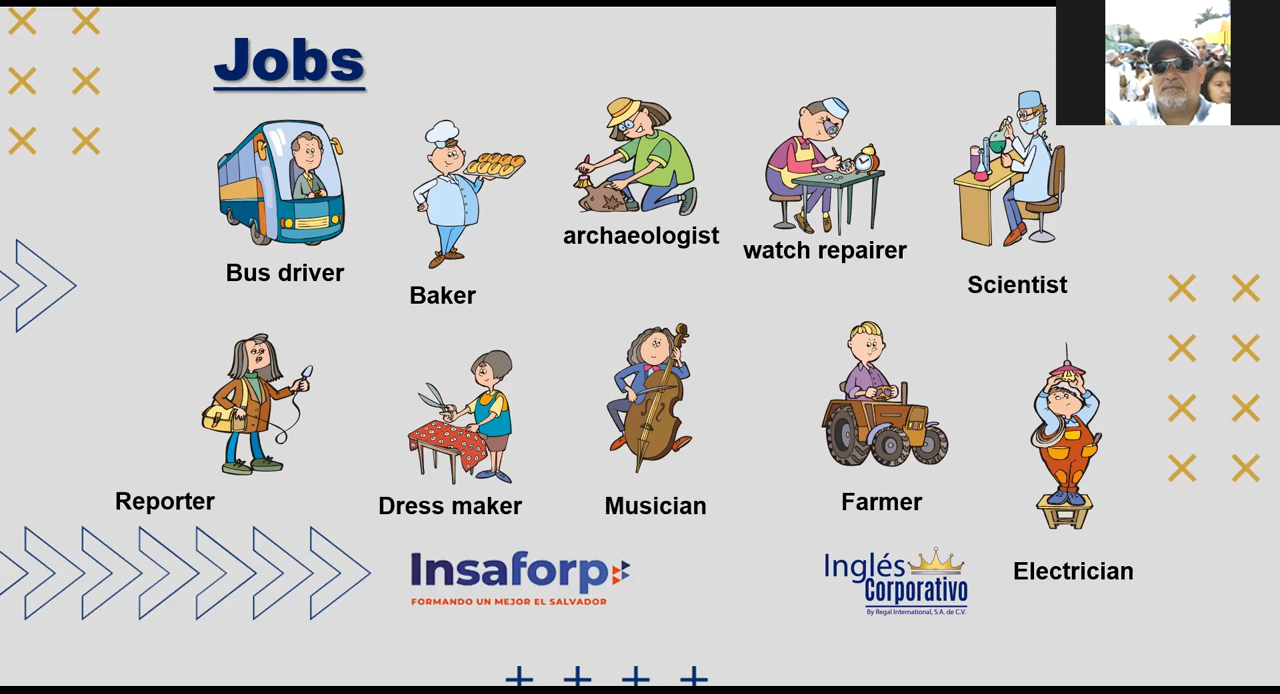 Jobs
Bus driver
Baker
archaeologist
watch repairer
Scientist
Reporter
Dress maker
Musician
Farmer
Electrician
Insaforp
FORMANDO UN MEJOR EL SALVADOR
Inglés
Corporativo
By Regal International, S.A. de C.V.